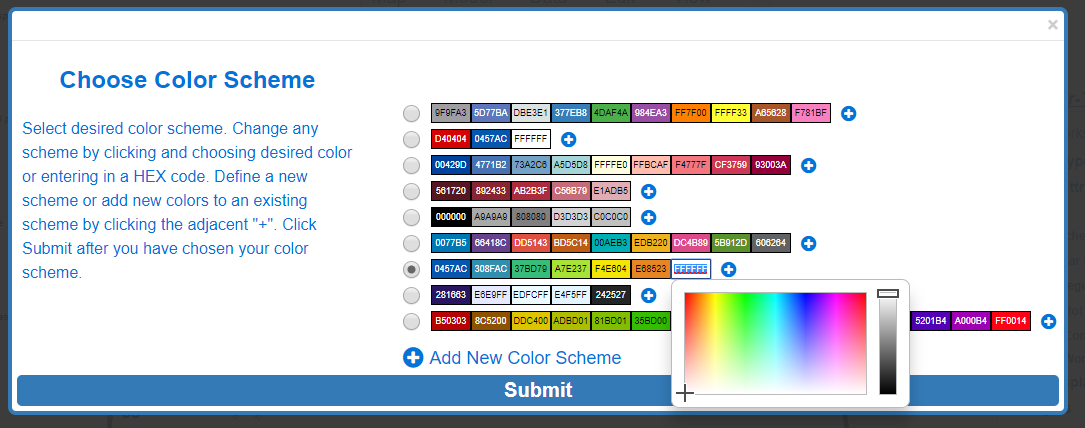 ×
Choose Color Scheme
Select desired color scheme. Change any
scheme by clicking and choosing desired color
or entering in a HEX code. Define a new
scheme or add new colors to an existing
scheme by clicking the adjacent "+". Click
Submit after you have chosen your color
scheme.
9F9FA3 5D77BA DBE3E1 377EB8 4DAF4A 984EA3 FF7F00 FFFF33 A65628 F781BF
D40404 0457AC FFFFFF
00429D 4771B2 73A2C6 A5D5D8 FFFFE0 FFBCAF F4777F CF3759 93003A
561720 892433 AB2B3F C56B79 E1ADB5
000000 A9A9A9 808080 D3D3D3 C0C0C0
0077B5 66418C DD5143 BD5C14 00AEB3 EDB220 DC4B89 5B912D 606264
0457AC 308FAC 37BD79 A7E237 F4E604 E68523 FFFFFF
281663 E6E9FF EDFCFF E4F5FF 242527
B50303 8C5200 DDC400 ADBD01 81BD01 35BD00 5201B4 A000B4 FF0014
Add New Color Scheme
Submit